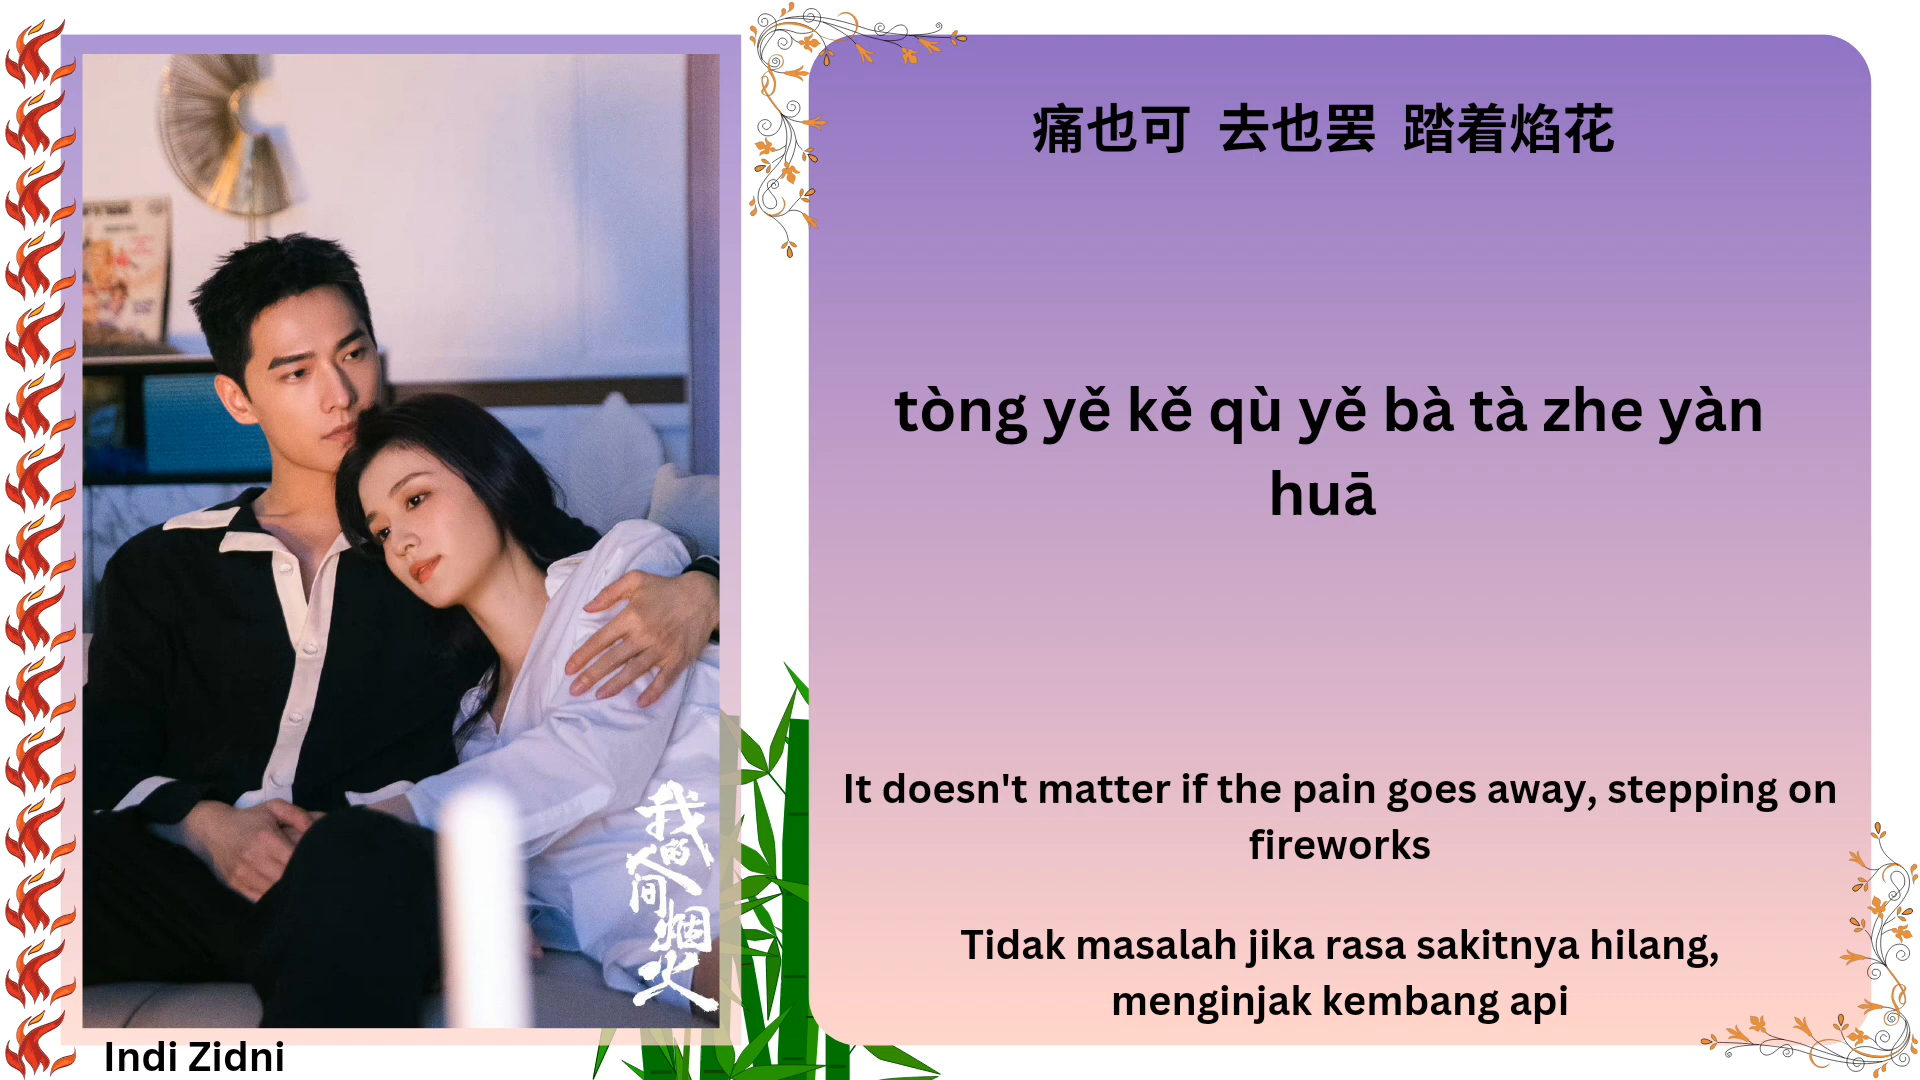 痛也可 去也罢 踏着焰花
tòng yě kě qù yě bà tà zhe yàn
huā
It doesn't matter if the pain goes away, stepping on
fireworks
Tidak masalah jika rasa sakitnya hilang,
menginjak kembang api
我的人间烟火
Indi Zidni